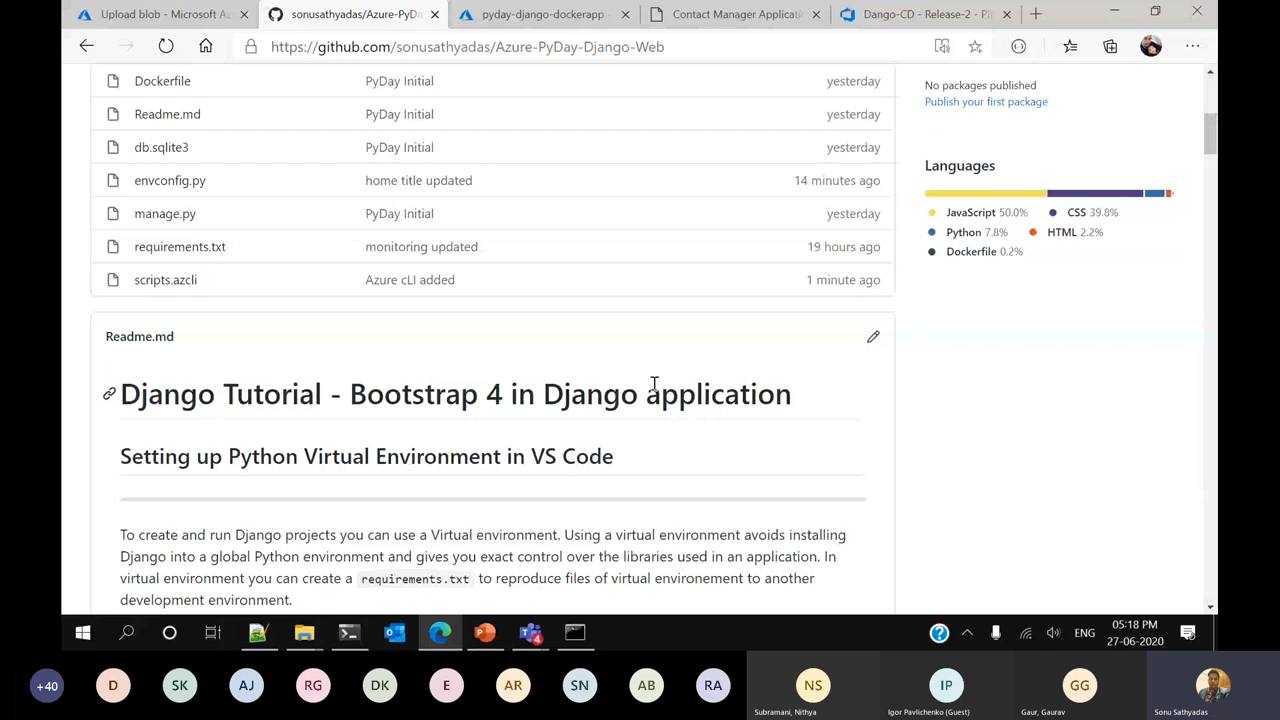 Upload blob - Microsoft Az
sonusathyadas/Azure-PyDa
pyday-django-dockerapp
Contact Manager Applicati
Dango-CD - Release-2 - Pi
https://github.com/sonusathyadas/Azure-PyDay-Django-Web
Dockerfile PyDay Initial yesterday
Readme.md PyDay Initial yesterday
db.sqlite3 PyDay Initial yesterday
envconfig.py home title updated 14 minutes ago
manage.py PyDay Initial yesterday
requirements.txt monitoring updated 19 hours ago
scripts.azcli Azure cLI added 1 minute ago
No packages published
Publish your first package
Languages
JavaScript 50.0% CSS 39.8%
Python 7.8% HTML 2.2%
Dockerfile 0.2%
Readme.md
Django Tutorial - Bootstrap 4 in Django application
Setting up Python Virtual Environment in VS Code
To create and run Django projects you can use a Virtual environment. Using a virtual environment avoids installing
Django into a global Python environment and gives you exact control over the libraries used in an application. In
virtual environment you can create a requirements.txt to reproduce files of virtual environement to another
development environment.
4
ENG
05:18 PM
27-06-2020
+40
D
SK
AJ
RG
DK
E
AR
SN
AB
RA
NS
IP
GG
Subramani, Nithya
Igor Pavlichenko (Guest)
Gaur, Gaurav
Sonu Sathyadas